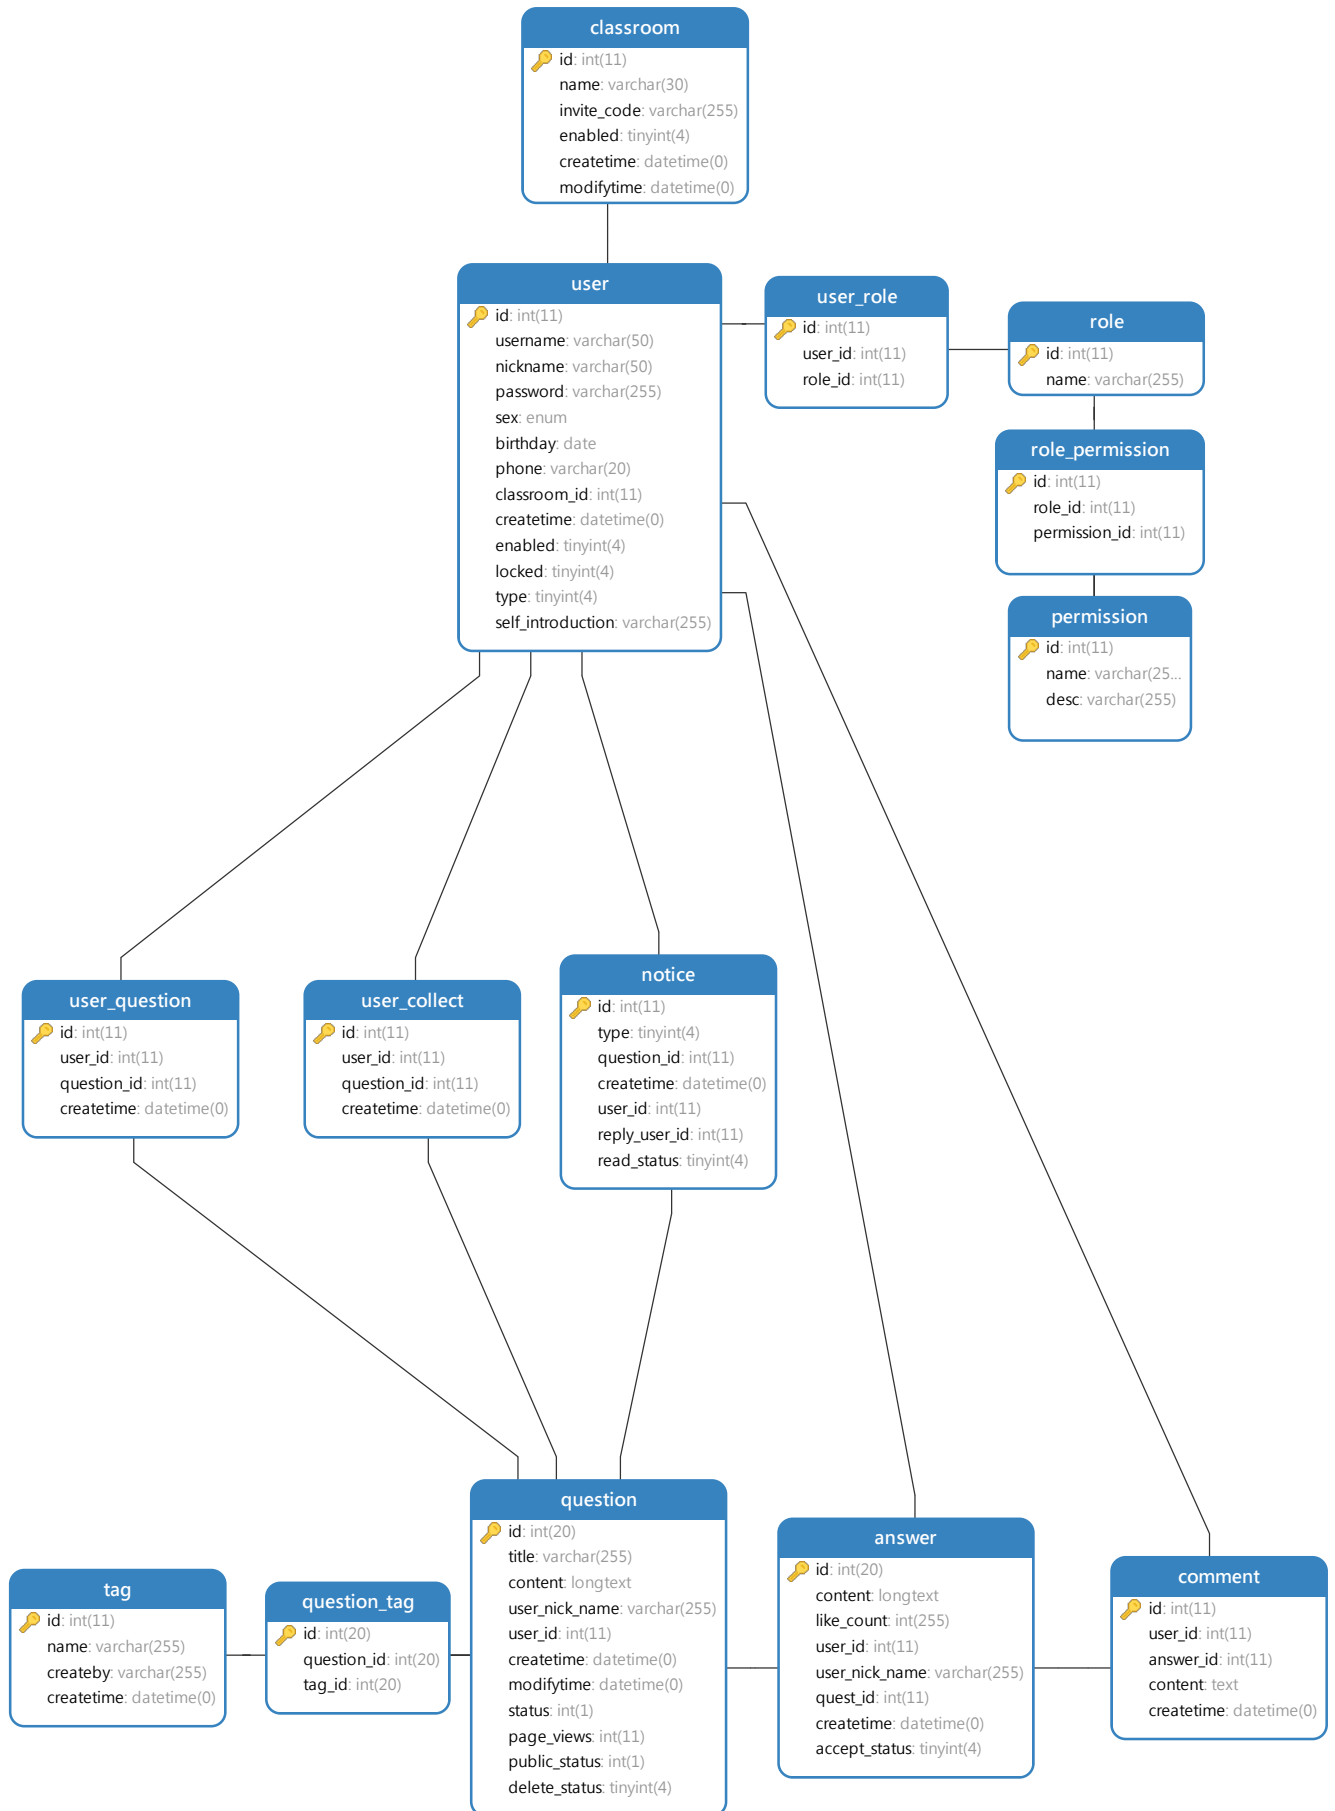 classroom
id: int(11)
name: varchar(30)
invite_code: varchar(255)
enabled: tinyint(4)
createtime: datetime(0)
modifytime: datetime(0)
user
id: int(11)
username: varchar(50)
nickname: varchar(50)
password: varchar(255)
sex: enum
birthday: date
phone: varchar(20)
classroom_id: int(11)
createtime: datetime(0)
enabled: tinyint(4)
locked: tinyint(4)
type: tinyint(4)
self_introduction: varchar(255)
user_role
id: int(11)
user_id: int(11)
role_id: int(11)
role
id: int(11)
name: varchar(255)
role_permission
id: int(11)
role_id: int(11)
permission_id: int(11)
permission
id: int(11)
name: varchar(25...
desc: varchar(255)
user_question
id: int(11)
user_id: int(11)
question_id: int(11)
createtime: datetime(0)
user_collect
id: int(11)
user_id: int(11)
question_id: int(11)
createtime: datetime(0)
notice
id: int(11)
type: tinyint(4)
question_id: int(11)
createtime: datetime(0)
user_id: int(11)
reply_user_id: int(11)
read_status: tinyint(4)
tag
id: int(11)
name: varchar(255)
createby: varchar(255)
createtime: datetime(0)
question_tag
id: int(20)
question_id: int(20)
tag_id: int(20)
question
id: int(20)
title: varchar(255)
content: longtext
user_nick_name: varchar(255)
user_id: int(11)
createtime: datetime(0)
modifytime: datetime(0)
status: int(1)
page_views: int(11)
public_status: int(1)
delete_status: tinyint(4)
answer
id: int(20)
content: longtext
like_count: int(255)
user_id: int(11)
user_nick_name: varchar(255)
quest_id: int(11)
createtime: datetime(0)
accept_status: tinyint(4)
comment
id: int(11)
user_id: int(11)
answer_id: int(11)
content: text
createtime: datetime(0)